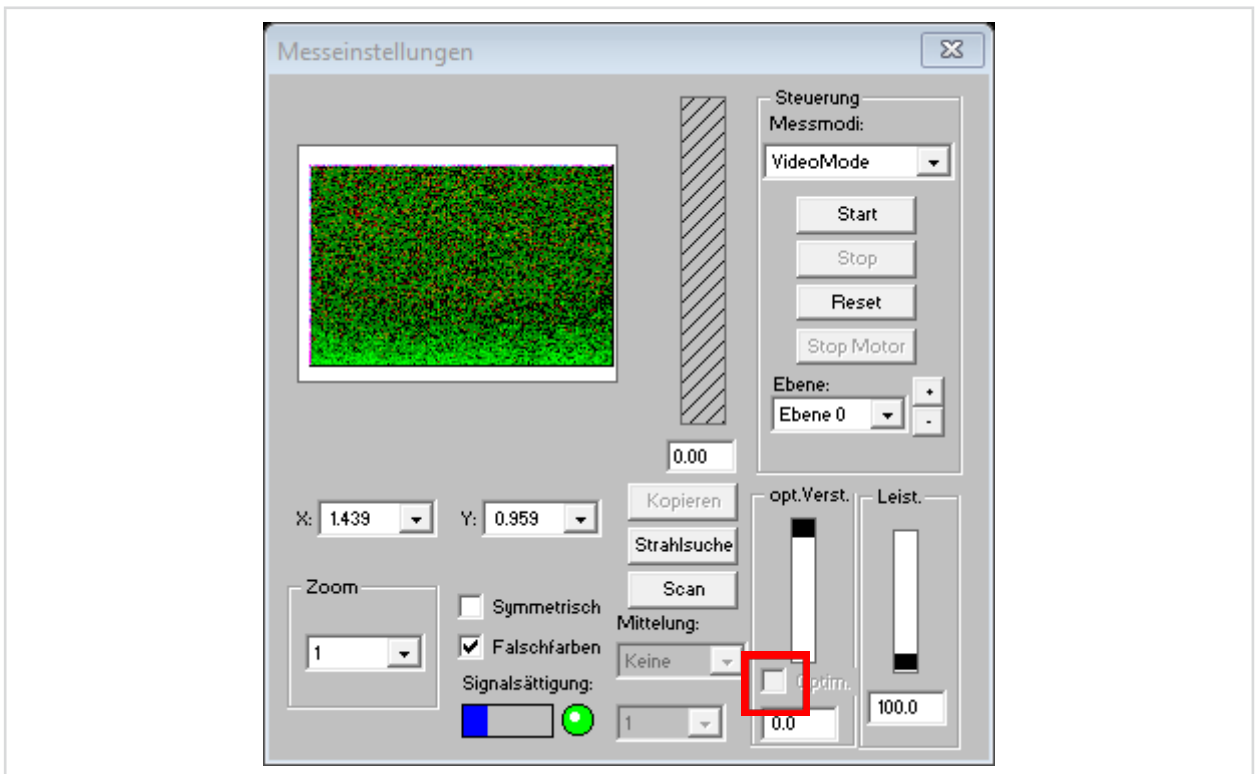 Messeinstellungen
Steuerung
Messmodi:
VideoMode
Start
Stop
Reset
Stop Motor
Ebene:
Ebene 0
+
-
0.00
Kopieren
Strahlsuche
Scan
X: 1.439
Y: 0.959
Zoom
1
Symmetrisch
Falschfarben
Signalsättigung:
Mittelung:
Keine
1
opt.Verst.
Optim.
0.0
Leist.
100.0